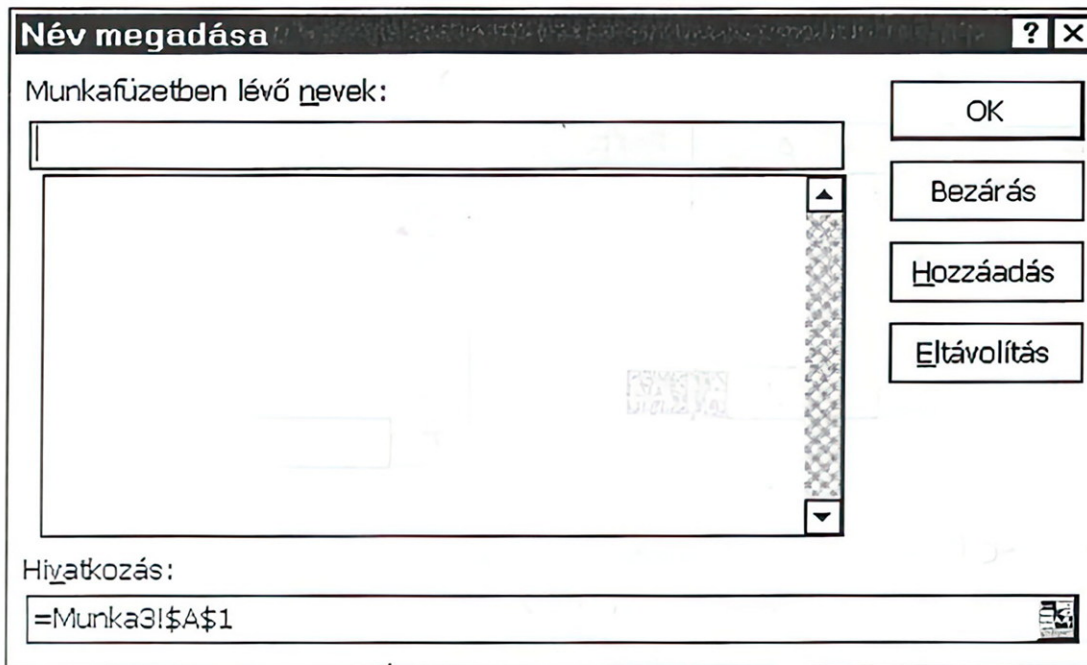 Név megadása
Munkafüzetben lévő nevek:
OK
Bezárás
Hozzáadás
Eltávolítás
Hivatkozás:
=Munka3!$A$1